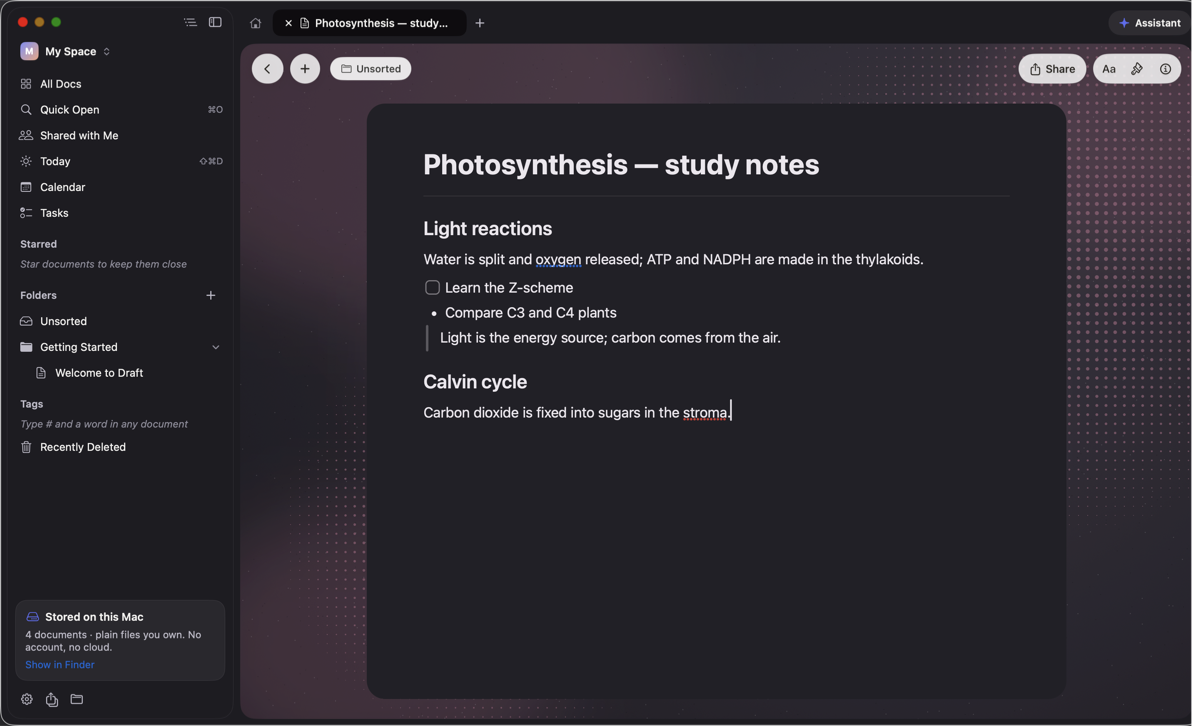 Photosynthesis — study...
Assistant
M My Space
All Docs
Quick Open ⌘O
Shared with Me
Today ⇧⌘D
Calendar
Tasks
Starred
Star documents to keep them close
Folders
Unsorted
Getting Started
Welcome to Draft
Tags
Type # and a word in any document
Recently Deleted
Stored on this Mac
4 documents · plain files you own. No
account, no cloud.
Show in Finder
Unsorted
Share
Aa
Photosynthesis — study notes
Light reactions
Water is split and oxygen released; ATP and NADPH are made in the thylakoids.
Learn the Z-scheme
• Compare C3 and C4 plants
Light is the energy source; carbon comes from the air.
Calvin cycle
Carbon dioxide is fixed into sugars in the stroma.